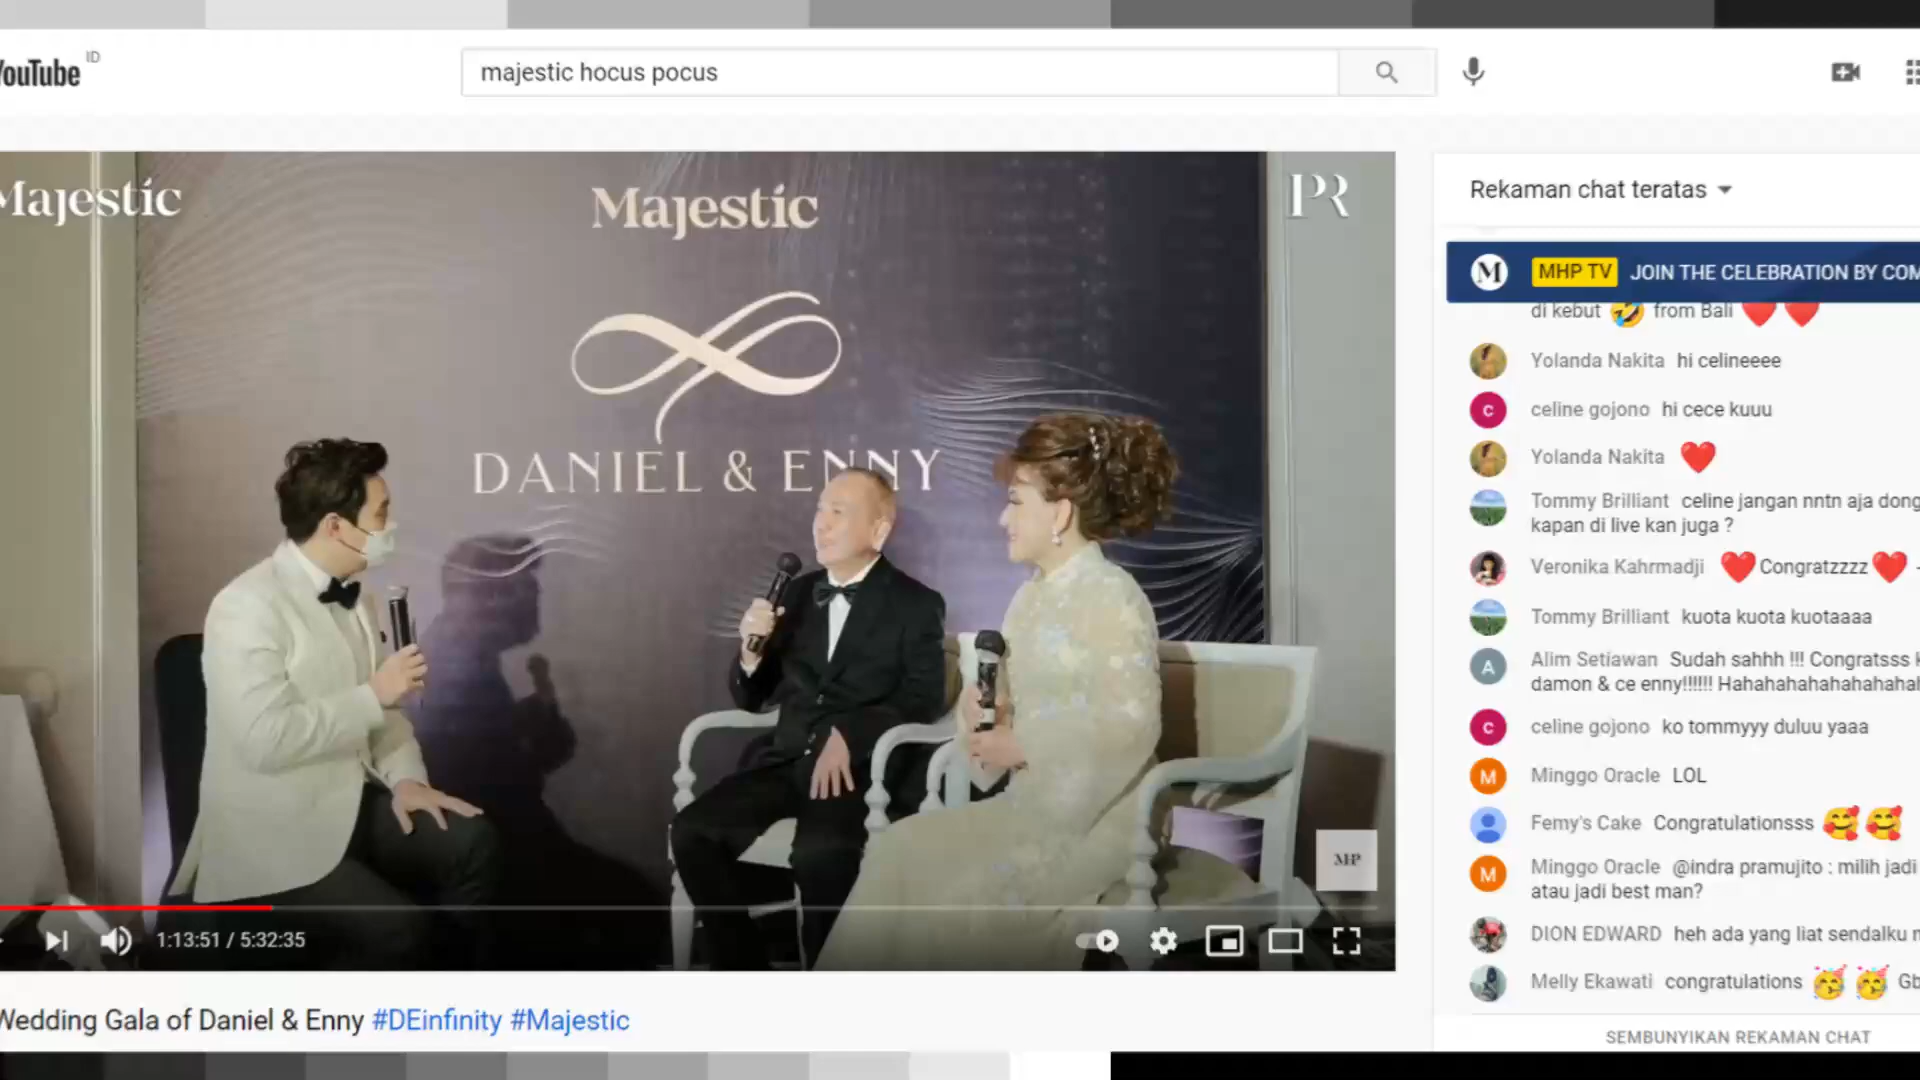 YouTube ID
majestic hocus pocus
Majestic
Majestic
PR
DANIEL & ENNY
MHP
1:13:51 / 5:32:35
Wedding Gala of Daniel & Enny #DEinfinity #Majestic
Rekaman chat teratas
M MHP TV JOIN THE CELEBRATION BY COM
di kebut 🤣 from Bali ❤️ ❤️
Yolanda Nakita hi celineeee
c celine gojono hi cece kuuu
Yolanda Nakita ❤️
Tommy Brilliant celine jangan nntn aja dong
kapan di live kan juga ?
Veronika Kahrmadji ❤️Congratzzzz❤️ -
Tommy Brilliant kuota kuota kuotaaaa
A Alim Setiawan Sudah sahhh !!! Congratsss k
damon & ce enny!!!!!! Hahahahahahahahah
c celine gojono ko tommyyy duluu yaaa
M Minggo Oracle LOL
Femy's Cake Congratulationsss 🥰 🥰
M Minggo Oracle @indra pramujito : milih jadi
atau jadi best man?
DION EDWARD heh ada yang liat sendalku
Melly Ekawati congratulations 🥳 🥳 Gb
SEMBUNYIKAN REKAMAN CHAT